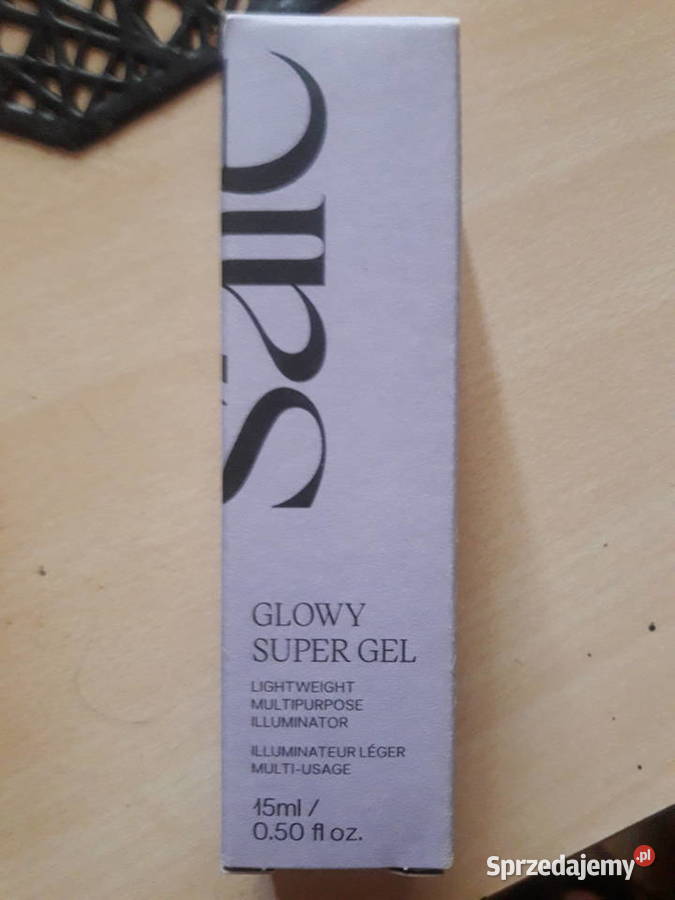 GLOWY
SUPER GEL
LIGHTWEIGHT
MULTIPURPOSE
ILLUMINATOR
ILLUMINATEUR LÉGER
MULTI-USAGE
15ml /
0.50 fl oz.
Sprzedajemy.pl